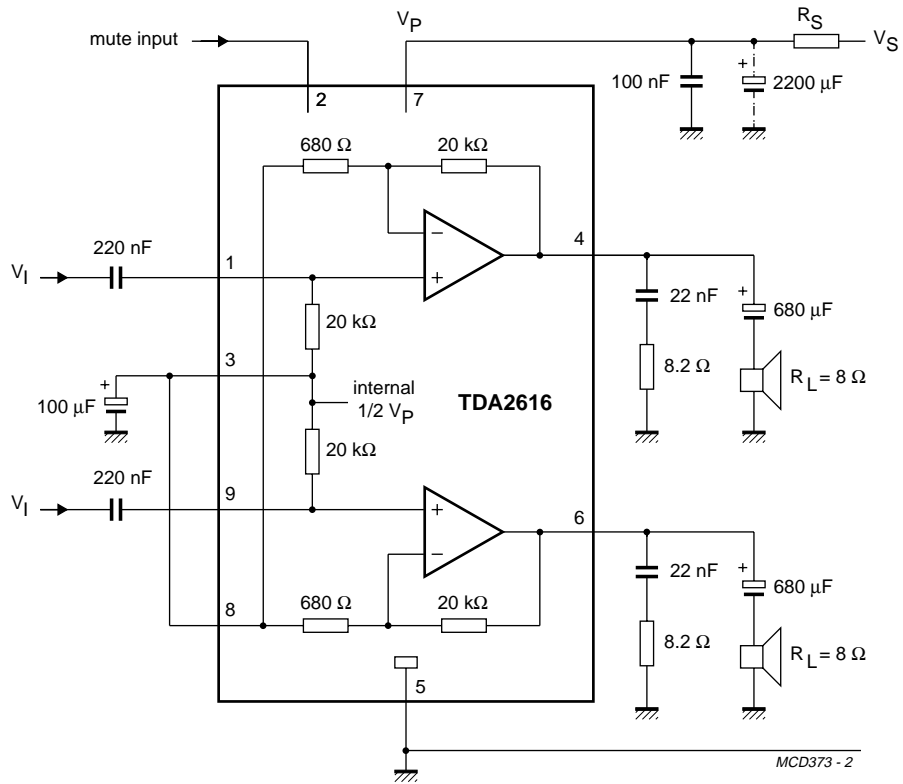 V_P
R_S
V_S
mute input
2
7
100 nF
+
2200 μF
680 Ω
20 kΩ
−
+
4
220 nF
V_I
1
22 nF
+
680 μF
20 kΩ
3
8.2 Ω
R_L = 8 Ω
+
100 μF
internal
1/2 V_P
TDA2616
20 kΩ
220 nF
V_I
9
+
−
6
22 nF
+
680 μF
8
680 Ω
20 kΩ
8.2 Ω
R_L = 8 Ω
5
MCD373 - 2